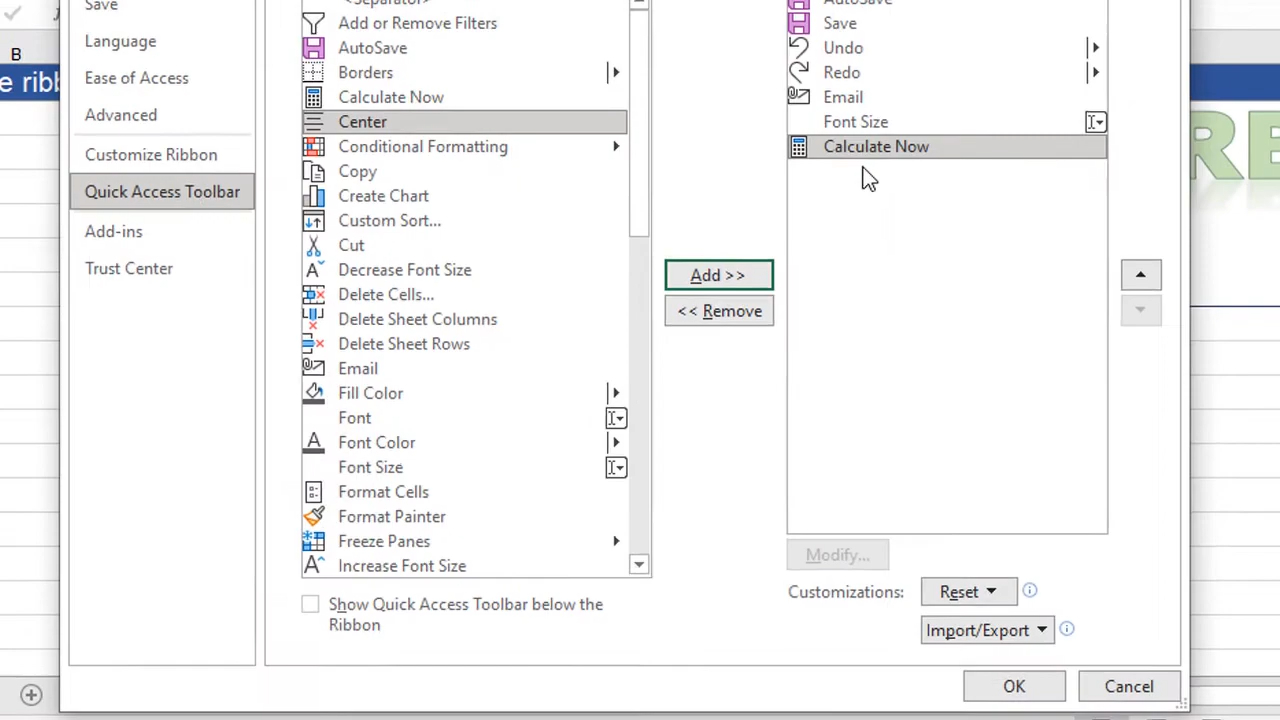 Save
Language
Ease of Access
Advanced
Customize Ribbon
Quick Access Toolbar
Add-ins
Trust Center
B
<Separator>
Add or Remove Filters
AutoSave
Borders
Calculate Now
Center
Conditional Formatting
Copy
Create Chart
Custom Sort...
Cut
Decrease Font Size
Delete Cells...
Delete Sheet Columns
Delete Sheet Rows
Email
Fill Color
Font
Font Color
Font Size
Format Cells
Format Painter
Freeze Panes
Increase Font Size
Show Quick Access Toolbar below the
Ribbon
Add >>
<< Remove
AutoSave
Save
Undo
Redo
Email
Font Size
Calculate Now
Modify...
Customizations:
Reset
Import/Export
OK
Cancel